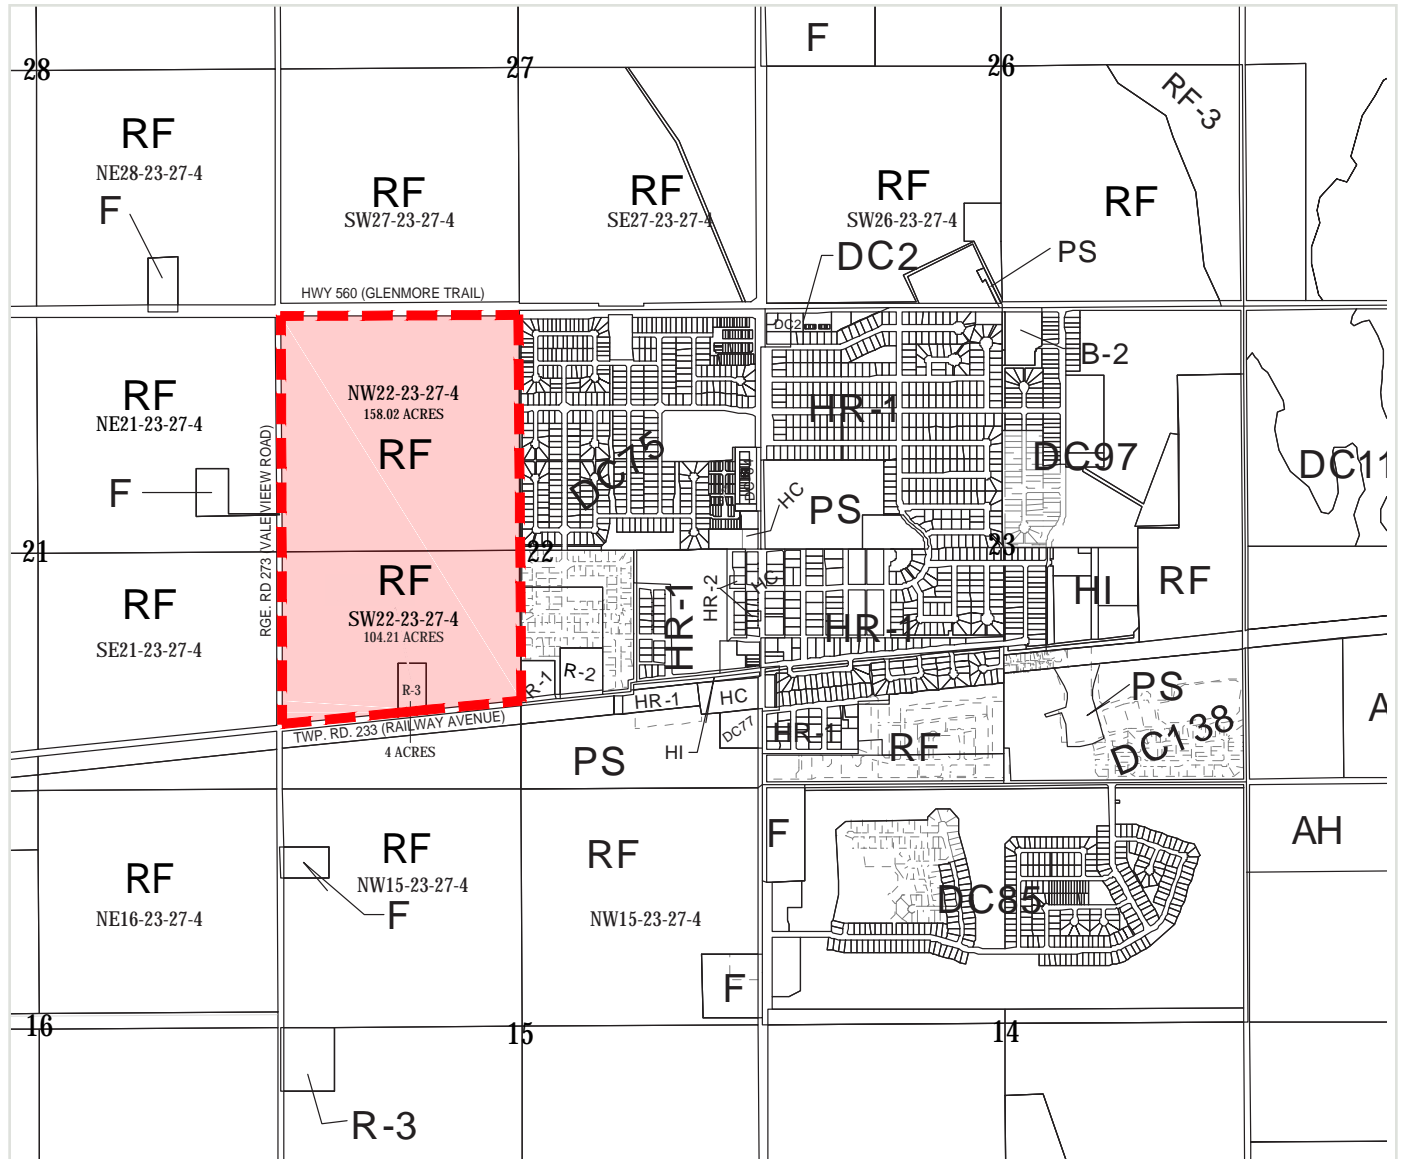 F
28
27
26
RF-3
RF
NE28-23-27-4
F
RF
SW27-23-27-4
RF
SE27-23-27-4
RF
SW26-23-27-4
RF
DC2
PS
HWY 560 (GLENMORE TRAIL)
DC2
B-2
RF
NE21-23-27-4
NW22-23-27-4
158.02 ACRES
RF
RGE. RD 273 (VALE VIEEW ROAD)
DC75
HR-1
DC97
DC11
F
HC
PS
21
22
23
RF
SE21-23-27-4
RF
SW22-23-27-4
104.21 ACRES
R-3
HR-1
HR-2
HC
HR-1
HI
RF
R-1
R-2
HR-1
HC
PS
A
TWP. RD. 233 (RAILWAY AVENUE)
4 ACRES
PS
HI
DC77
HR-1
RF
DC138
RF
NE16-23-27-4
RF
NW15-23-27-4
F
RF
NW15-23-27-4
F
DC85
AH
F
16
15
14
R-3